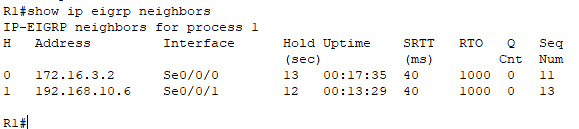 R1#show ip eigrp neighbors
IP-EIGRP neighbors for process 1
H   Address         Interface      Hold Uptime    SRTT   RTO   Q   Seq
                                   (sec)          (ms)        Cnt  Num
0   172.16.3.2      Se0/0/0        13   00:17:35  40     1000  0   11
1   192.168.10.6    Se0/0/1        12   00:13:29  40     1000  0   13
R1#